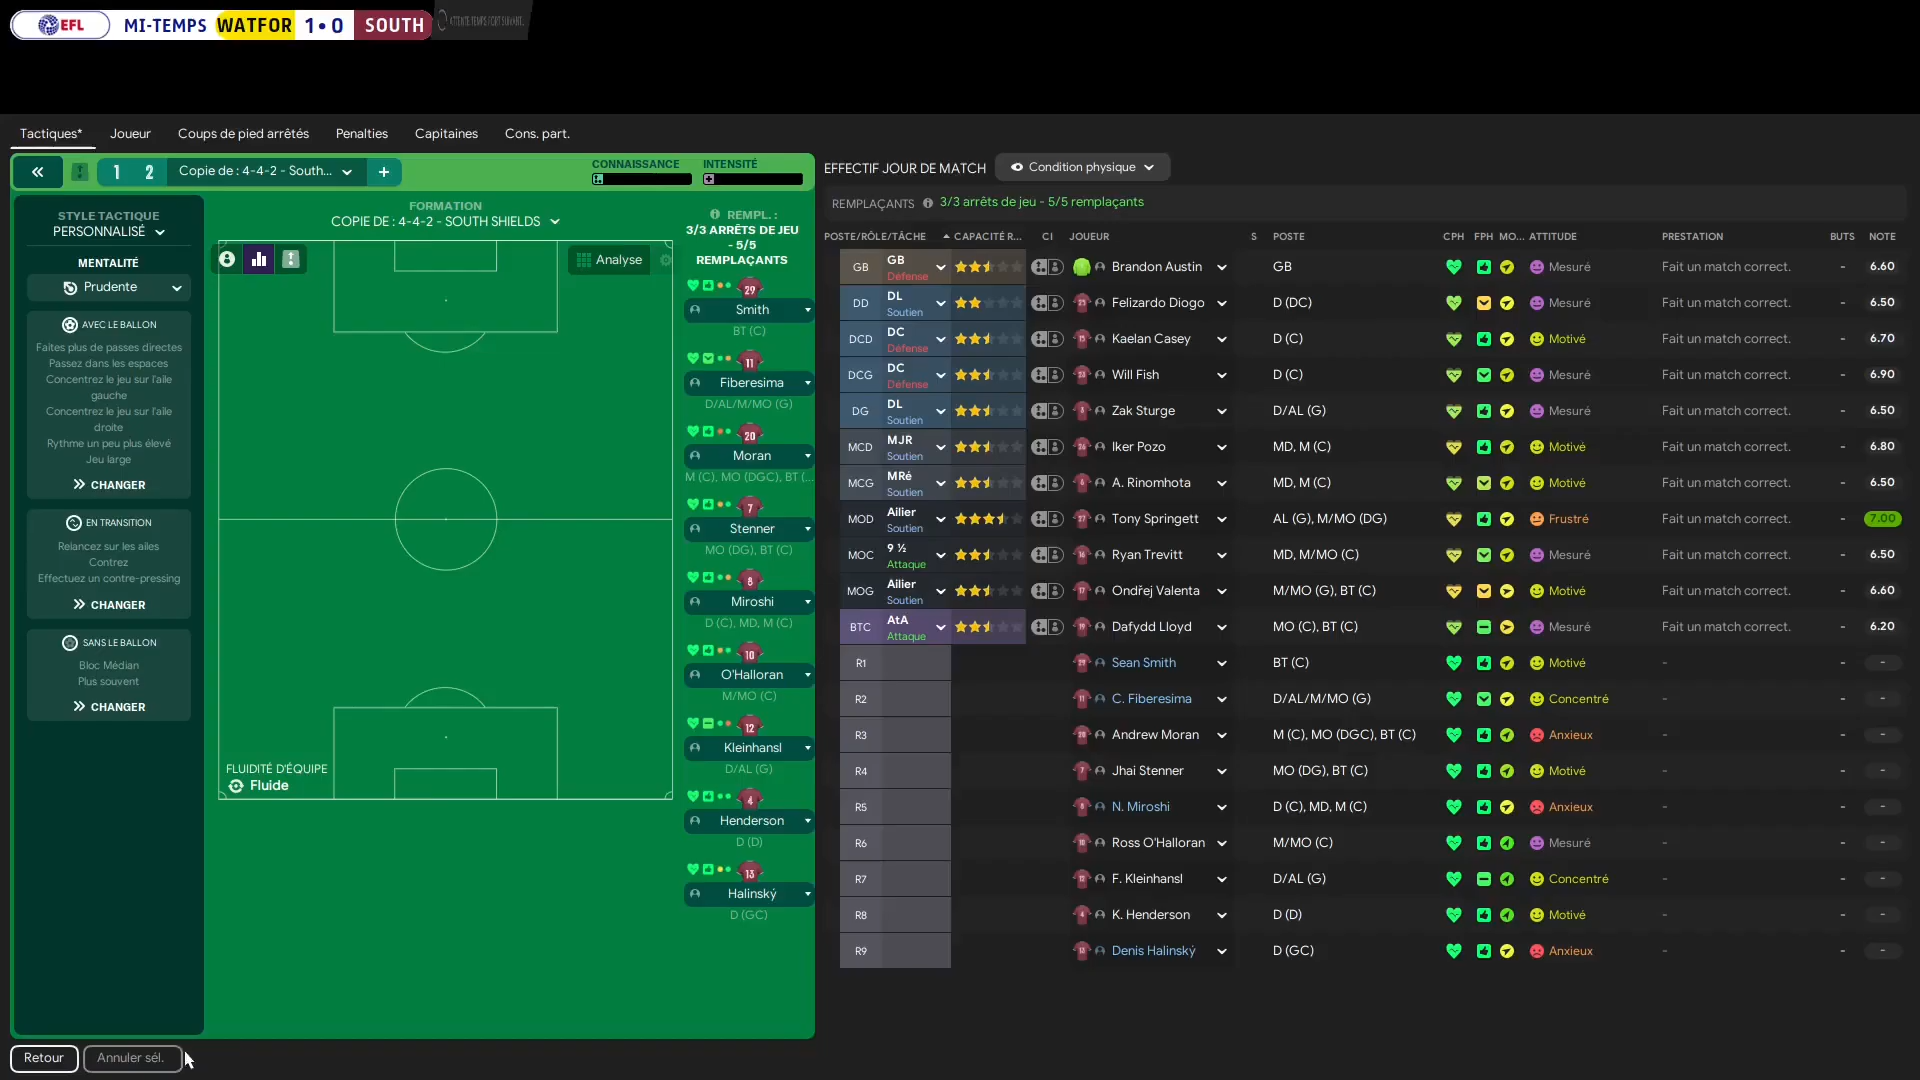 EFL MI-TEMPS WATFOR 1 • 0 SOUTH ATTENTE TEMPS FORT SUIVANT.
Tactiques* Joueur Coups de pied arrêtés Penalties Capitaines Cons. part.
1 2 Copie de : 4-4-2 - South... + CONNAISSANCE INTENSITÉ
STYLE TACTIQUE
PERSONNALISÉ
MENTALITÉ
Prudente
AVEC LE BALLON
Faites plus de passes directes
Passez dans les espaces
Concentrez le jeu sur l'aile
gauche
Concentrez le jeu sur l'aile
droite
Rythme un peu plus élevé
Jeu large
CHANGER
EN TRANSITION
Relancez sur les ailes
Contrez
Effectuez un contre-pressing
CHANGER
SANS LE BALLON
Bloc Médian
Plus souvent
CHANGER
FORMATION
COPIE DE : 4-4-2 - SOUTH SHIELDS
Analyse
FLUIDITÉ D'ÉQUIPE
Fluide
REMPL. :
3/3 ARRÊTS DE JEU
- 5/5
REMPLAÇANTS
29
Smith
BT (C)
11
Fiberesima
D/AL/M/MO (G)
20
Moran
M (C), MO (DGC), BT (...
7
Stenner
MO (DG), BT (C)
8
Miroshi
D (C), MD, M (C)
10
O'Halloran
M/MO (C)
12
Kleinhansl
D/AL (G)
4
Henderson
D (D)
13
Halinský
D (GC)
EFFECTIF JOUR DE MATCH Condition physique
REMPLAÇANTS 3/3 arrêts de jeu - 5/5 remplaçants
POSTE/RÔLE/TÂCHE CAPACITÉ R... CI JOUEUR S POSTE CPH FPH MO... ATTITUDE PRESTATION BUTS NOTE
GB GB Défense Brandon Austin GB Mesuré Fait un match correct. - 6.60
DD DL Soutien Felizardo Diogo D (DC) Mesuré Fait un match correct. - 6.50
DCD DC Défense Kaelan Casey D (C) Motivé Fait un match correct. - 6.70
DCG DC Défense Will Fish D (C) Mesuré Fait un match correct. - 6.90
DG DL Soutien Zak Sturge D/AL (G) Mesuré Fait un match correct. - 6.50
MCD MJR Soutien Iker Pozo MD, M (C) Motivé Fait un match correct. - 6.80
MCG MRé Soutien A. Rinomhota MD, M (C) Motivé Fait un match correct. - 6.50
MOD Ailier Soutien Tony Springett AL (G), M/MO (DG) Frustré Fait un match correct. - 7.00
MOC 9 ½ Attaque Ryan Trevitt MD, M/MO (C) Mesuré Fait un match correct. - 6.50
MOG Ailier Soutien Ondřej Valenta M/MO (G), BT (C) Motivé Fait un match correct. - 6.60
BTC AtA Attaque Dafydd Lloyd MO (C), BT (C) Mesuré Fait un match correct. - 6.20
R1 Sean Smith BT (C) Motivé - - -
R2 C. Fiberesima D/AL/M/MO (G) Concentré - - -
R3 Andrew Moran M (C), MO (DGC), BT (C) Anxieux - - -
R4 Jhai Stenner MO (DG), BT (C) Motivé - - -
R5 N. Miroshi D (C), MD, M (C) Anxieux - - -
R6 Ross O'Halloran M/MO (C) Mesuré - - -
R7 F. Kleinhansl D/AL (G) Concentré - - -
R8 K. Henderson D (D) Motivé - - -
R9 Denis Halinský D (GC) Anxieux - - -
Retour Annuler sél.